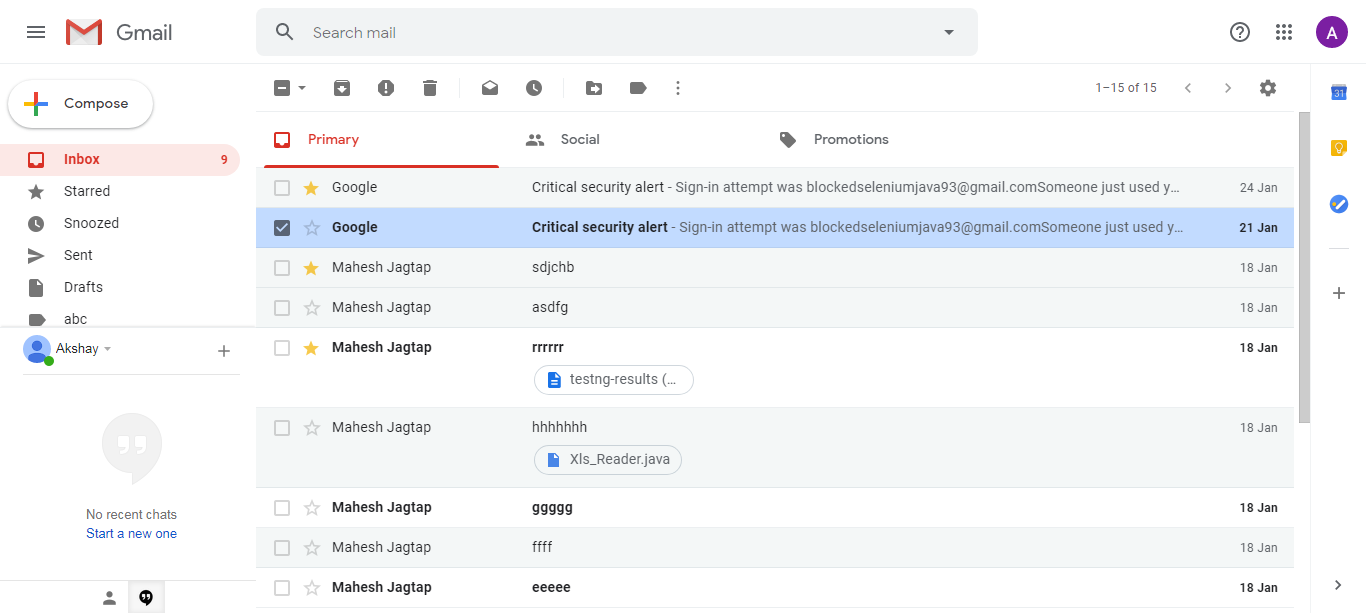 Gmail
Search mail
A
Compose
1–15 of 15
31
Primary
Social
Promotions
Inbox 9
Starred
Snoozed
Sent
Drafts
abc
Akshay
No recent chats
Start a new one
Google Critical security alert - Sign-in attempt was blockedseleniumjava93@gmail.comSomeone just used y… 24 Jan
Google Critical security alert - Sign-in attempt was blockedseleniumjava93@gmail.comSomeone just used y… 21 Jan
Mahesh Jagtap sdjchb 18 Jan
Mahesh Jagtap asdfg 18 Jan
Mahesh Jagtap rrrrrr 18 Jan
testng-results (…
Mahesh Jagtap hhhhhhh 18 Jan
Xls_Reader.java
Mahesh Jagtap ggggg 18 Jan
Mahesh Jagtap ffff 18 Jan
Mahesh Jagtap eeeee 18 Jan